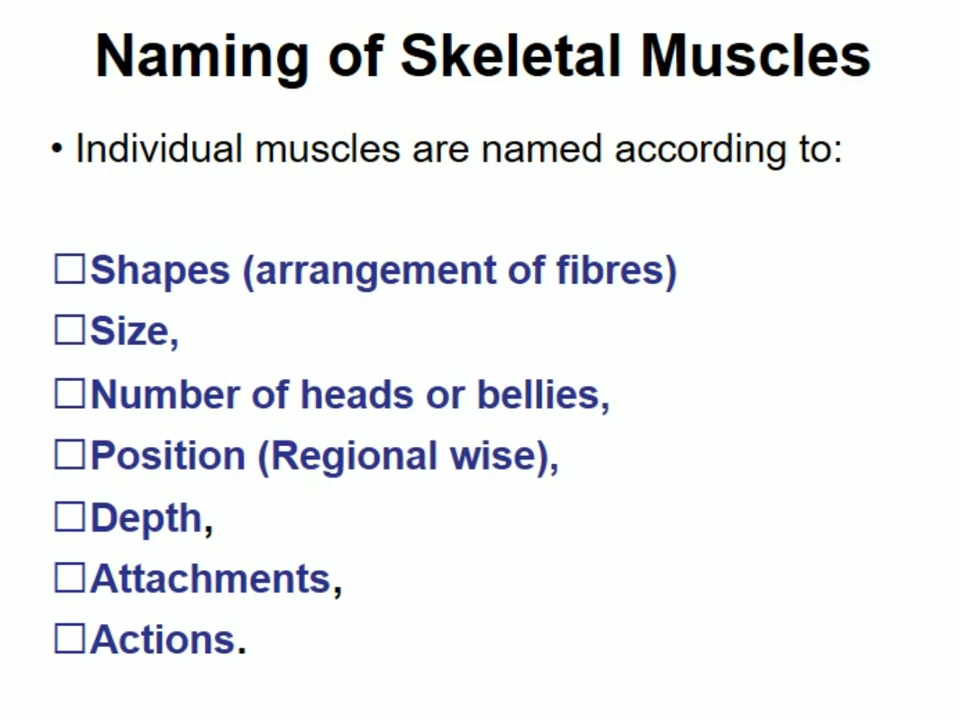 Naming of Skeletal Muscles
• Individual muscles are named according to:
☐Shapes (arrangement of fibres)
☐Size,
☐Number of heads or bellies,
☐Position (Regional wise),
☐Depth,
☐Attachments,
☐Actions.